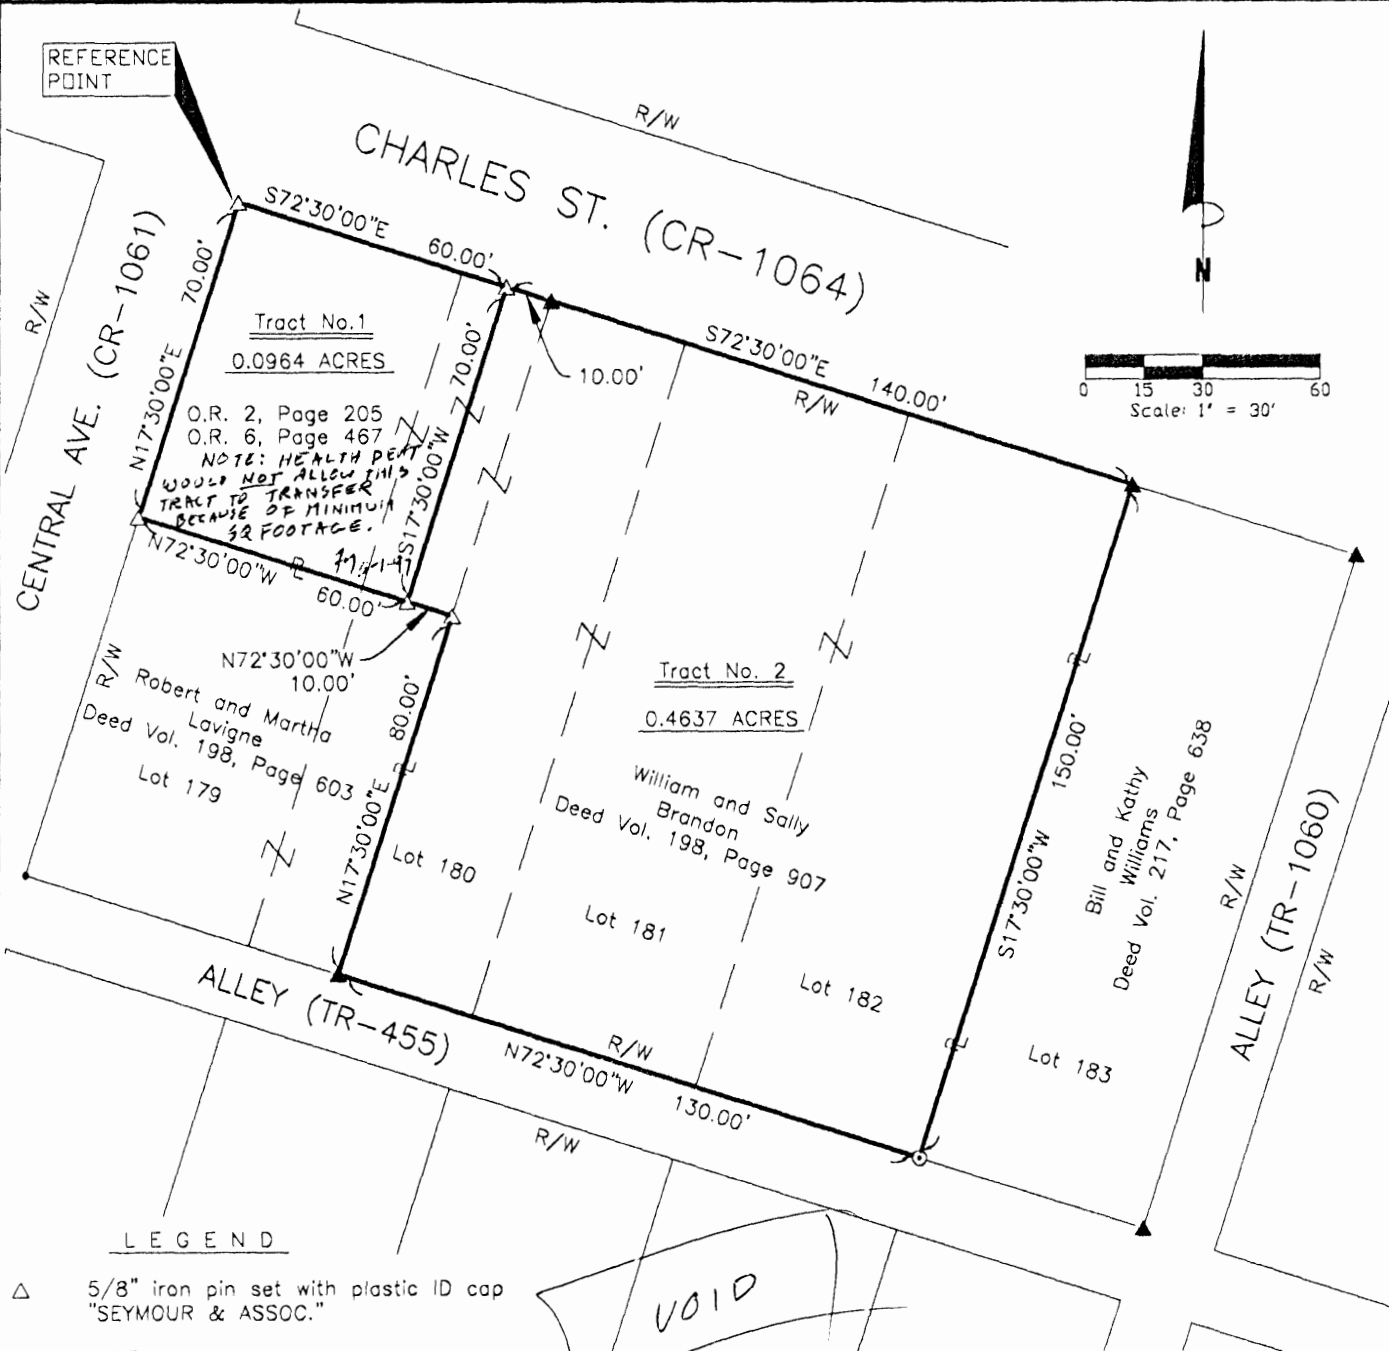 REFERENCE
POINT
R/W
CHARLES ST. (CR-1064)
S72°30'00"E
60.00'
10.00'
S72°30'00"E
140.00'
R/W
N
0 15 30 60
Scale: 1" = 30'
R/W
CENTRAL AVE. (CR-1061)
70.00'
N17°30'00"E
Tract No.1
0.0964 ACRES
O.R. 2, Page 205
O.R. 6, Page 467
NOTE: HEALTH DEPT
WOULD NOT ALLOW THIS
TRACT TO TRANSFER
BECAUSE OF MINIMUM
SQ FOOTAGE.
70.00'
S17°30'00"W
N72°30'00"W
60.00'
N72°30'00"W
10.00'
R/W
Robert and Martha
Lavigne
Deed Vol. 198, Page 603
Lot 179
80.00'
N17°30'00"E
Lot 180
Tract No. 2
0.4637 ACRES
William and Sally
Brandon
Deed Vol. 198, Page 907
Lot 181
Lot 182
150.00'
S17°30'00"W
Bill and Kathy
Williams
Deed Vol. 217, Page 638
Lot 183
R/W
ALLEY (TR-1060)
R/W
ALLEY (TR-455)
R/W
N72°30'00"W
130.00'
R/W
LEGEND
5/8" iron pin set with plastic ID cap
"SEYMOUR & ASSOC."
VOID